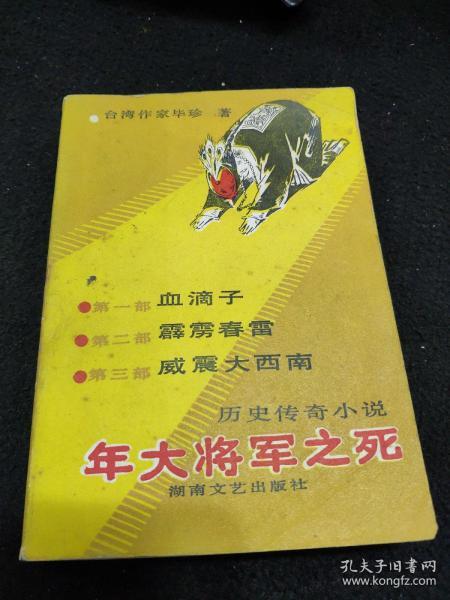 台湾作家毕珍 著
●第一部 血滴子
●第二部 霹雳春雷
●第三部 威震大西南
历史传奇小说
年大将军之死
湖南文艺出版社
孔夫子旧书网
www.kongfz.com